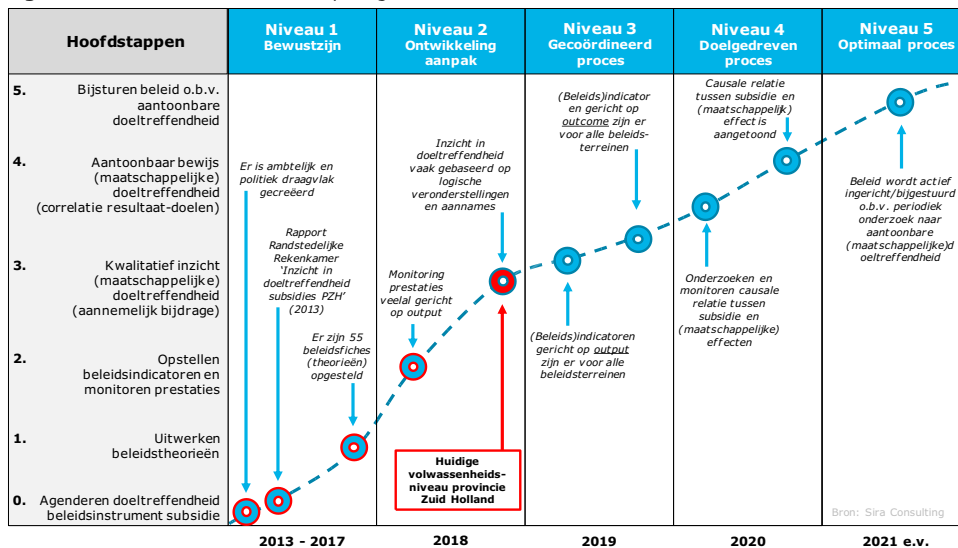 Hoofdstappen
Niveau 1
Bewustzijn
Niveau 2
Ontwikkeling
aanpak
Niveau 3
Gecoördineerd
proces
Niveau 4
Doelgedreven
proces
Niveau 5
Optimaal proces
5. Bijsturen beleid o.b.v.
aantoonbare
doeltreffendheid
4. Aantoonbaar bewijs
(maatschappelijke)
doeltreffendheid
(correlatie resultaat-doelen)
3. Kwalitatief inzicht
(maatschappelijke)
doeltreffendheid
(aannemelijk bijdrage)
2. Opstellen
beleidsindicatoren en
monitoren prestaties
1. Uitwerken
beleidstheorieën
0. Agenderen doeltreffendheid
beleidsinstrument subsidie
Er is ambtelijk en
politiek draagvlak
gecreëerd
Rapport
Randstedelijke
Rekenkamer
‘Inzicht in
doeltreffendheid
subsidies PZH’
(2013)
Er zijn 55
beleidsfiches
(theorieën)
opgesteld
Monitoring
prestaties
veelal gericht
op output
Inzicht in
doeltreffendheid
vaak gebaseerd op
logische
veronderstellingen
en aannames
Huidige
volwassenheids-
niveau provincie
Zuid Holland
(Beleids)indicator
en gericht op
outcome zijn er
voor alle beleids-
terreinen
(Beleids)indicatoren
gericht op output
zijn er voor alle
beleidsterreinen
Causale relatie
tussen subsidie en
(maatschappelijk)
effect is
aangetoond
Onderzoeken en
monitoren causale
relatie tussen
subsidie en
(maatschappelijke)
effecten
Beleid wordt actief
ingericht/bijgestuurd
o.b.v. periodiek
onderzoek naar
aantoonbare
(maatschappelijke)d
oeltreffendheid
Bron: Sira Consulting
2013 - 2017
2018
2019
2020
2021 e.v.